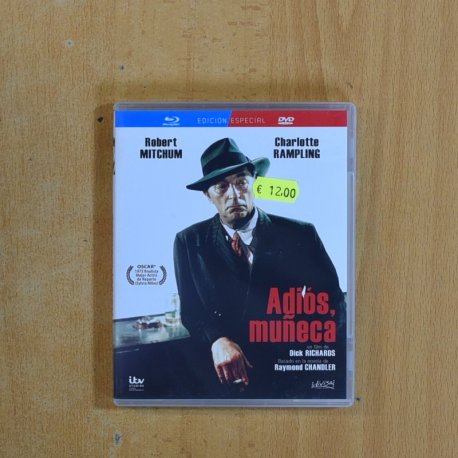 EDICIÓN ESPECIAL
DVD
Robert
MITCHUM
Charlotte
RAMPLING
€ 12,00
OSCAR
Adiós,
muñeca
un film de
Dick RICHARDS
Basado en la novela de
Raymond CHANDLER
itv